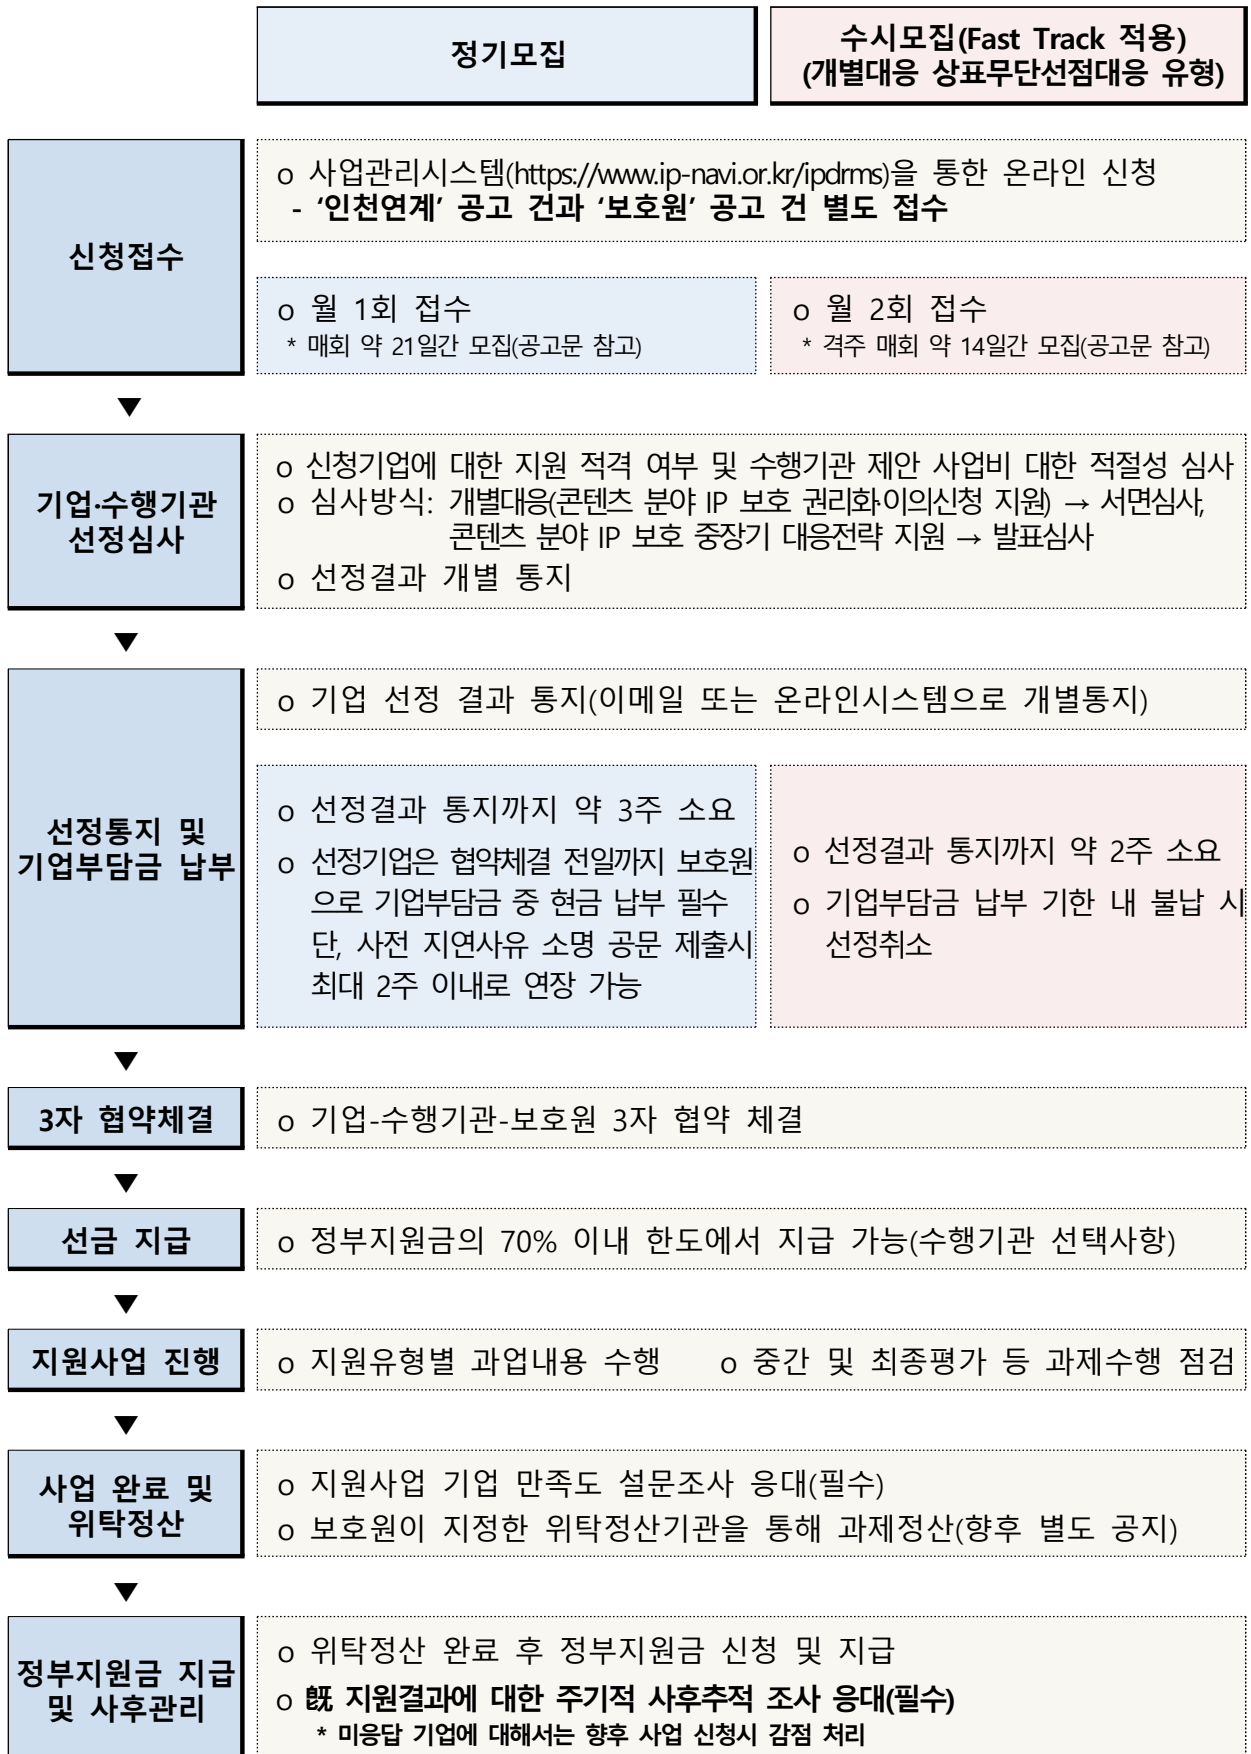 정기모집
수시모집(Fast Track 적용)
(개별대응 상표무단선점대응 유형)
신청접수
o 사업관리시스템(https://www.ip-navi.or.kr/ipdrms)을 통한 온라인 신청
- ‘인천연계’ 공고 건과 ‘보호원’ 공고 건 별도 접수
o 월 1회 접수
* 매회 약 21일간 모집(공고문 참고)
o 월 2회 접수
* 격주 매회 약 14일간 모집(공고문 참고)
▼
기업·수행기관
선정심사
o 신청기업에 대한 지원 적격 여부 및 수행기관 제안 사업비 대한 적절성 심사
o 심사방식: 개별대응(콘텐츠 분야 IP 보호 권리화·이의신청 지원) → 서면심사,
콘텐츠 분야 IP 보호 중장기 대응전략 지원 → 발표심사
o 선정결과 개별 통지
▼
선정통지 및
기업부담금 납부
o 기업 선정 결과 통지(이메일 또는 온라인시스템으로 개별통지)
o 선정결과 통지까지 약 3주 소요
o 선정기업은 협약체결 전일까지 보호원
으로 기업부담금 중 현금 납부 필수
단, 사전 지연사유 소명 공문 제출시
최대 2주 이내로 연장 가능
o 선정결과 통지까지 약 2주 소요
o 기업부담금 납부 기한 내 불납 시
선정취소
▼
3자 협약체결
o 기업-수행기관-보호원 3자 협약 체결
▼
선금 지급
o 정부지원금의 70% 이내 한도에서 지급 가능(수행기관 선택사항)
▼
지원사업 진행
o 지원유형별 과업내용 수행 o 중간 및 최종평가 등 과제수행 점검
▼
사업 완료 및
위탁정산
o 지원사업 기업 만족도 설문조사 응대(필수)
o 보호원이 지정한 위탁정산기관을 통해 과제정산(향후 별도 공지)
▼
정부지원금 지급
및 사후관리
o 위탁정산 완료 후 정부지원금 신청 및 지급
o 旣 지원결과에 대한 주기적 사후추적 조사 응대(필수)
* 미응답 기업에 대해서는 향후 사업 신청시 감점 처리